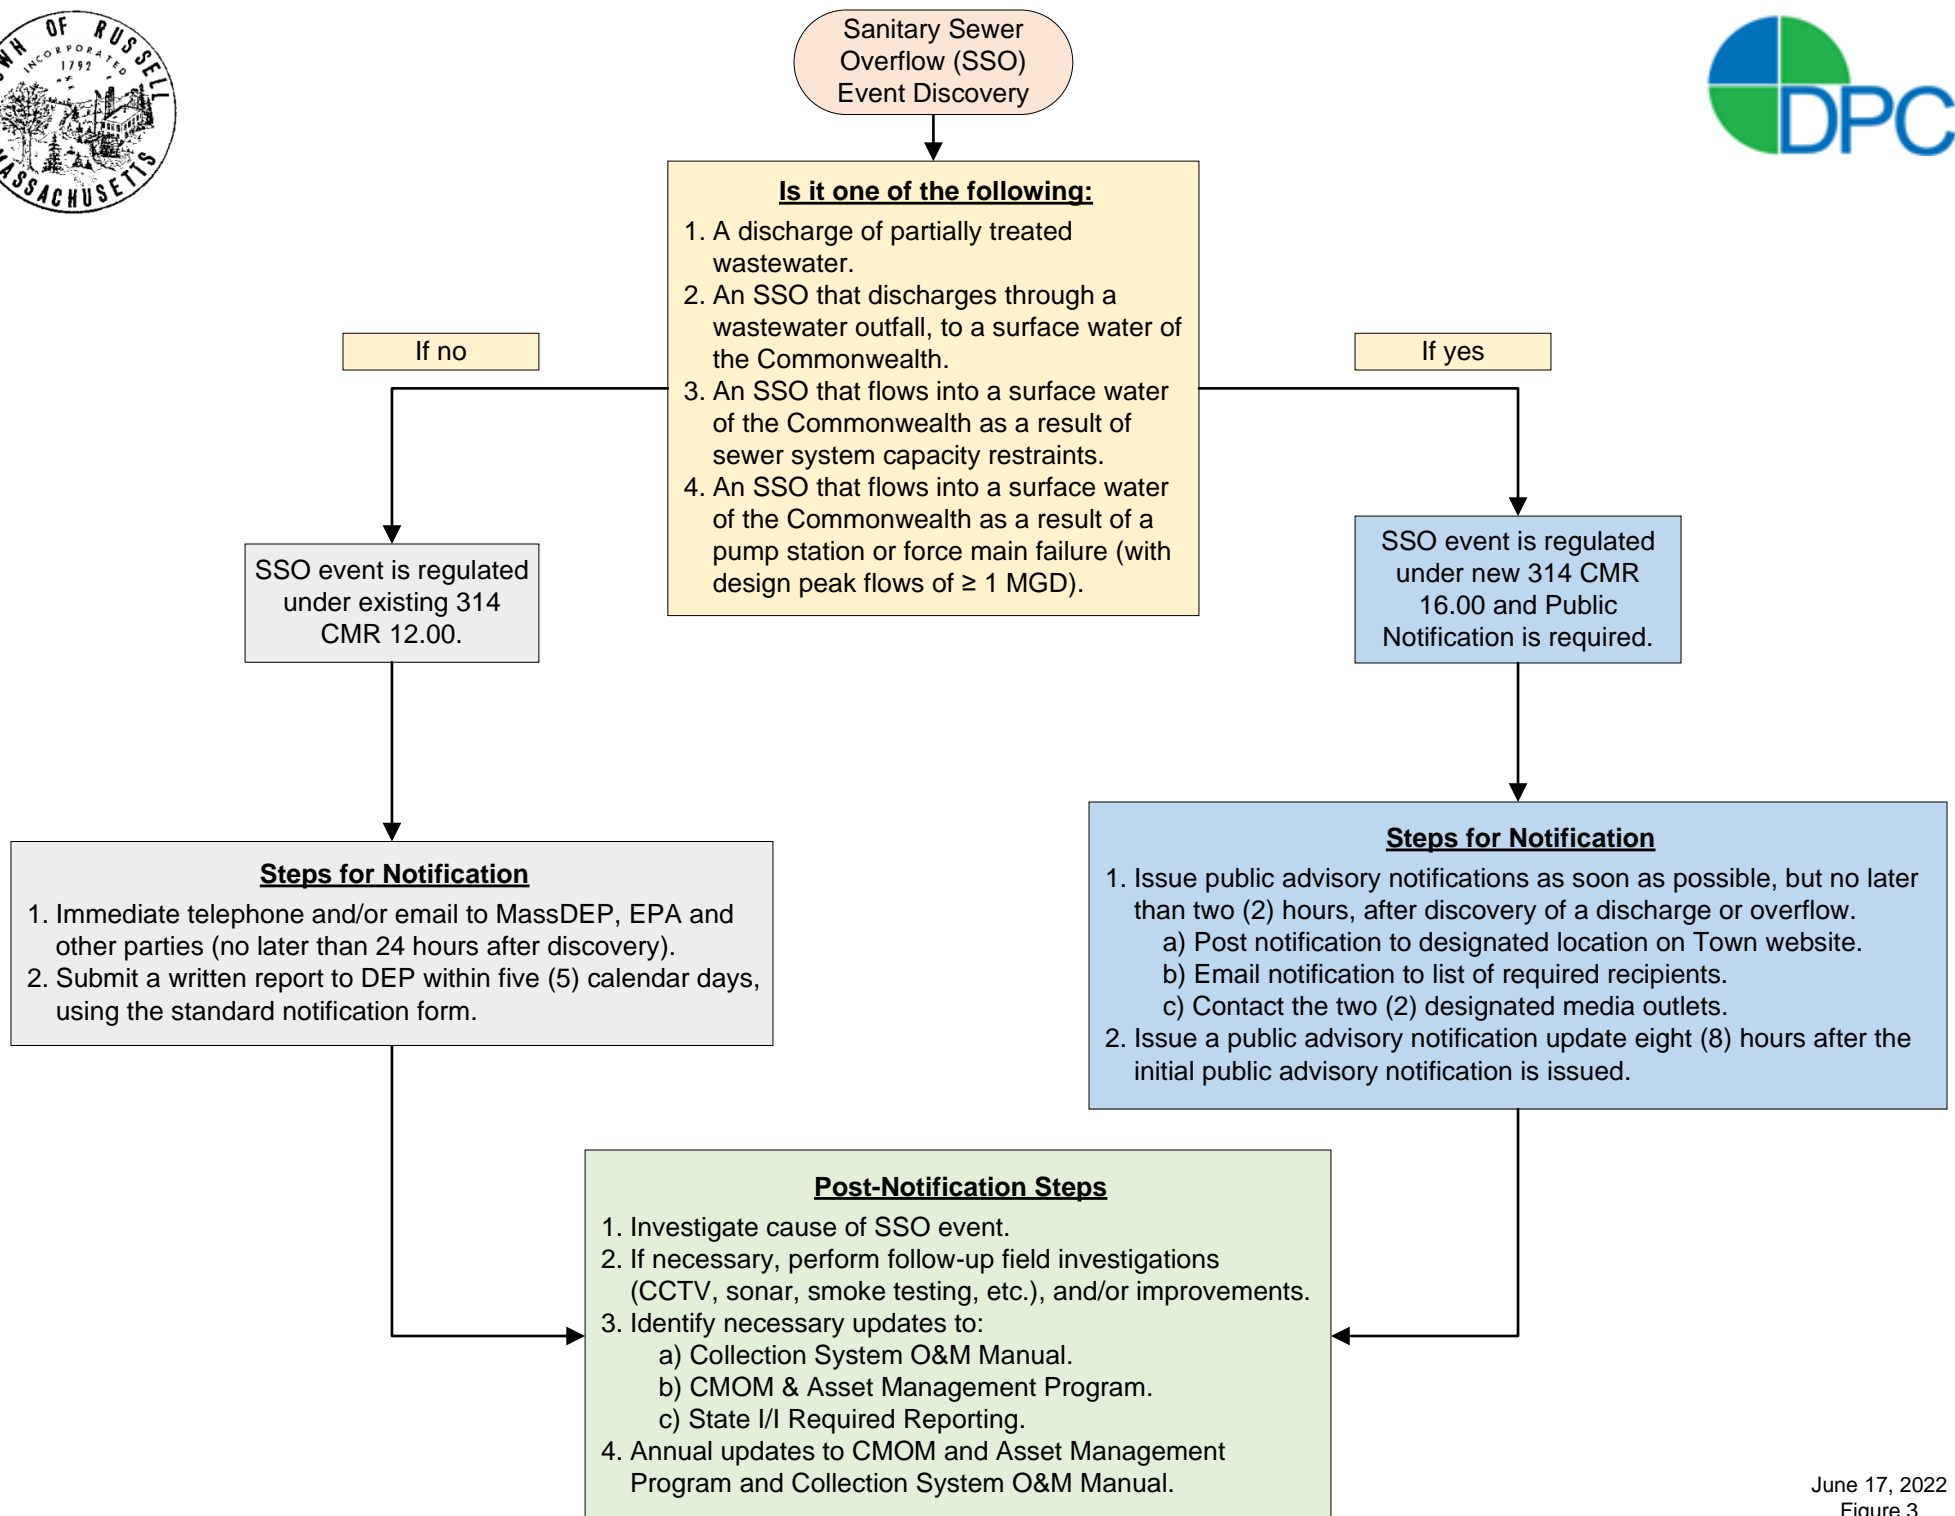 OF RUSSELL
INCORPORATED
1792
MASSACHUSETTS
Sanitary Sewer
Overflow (SSO)
Event Discovery
DPC
Is it one of the following:
1. A discharge of partially treated
wastewater.
2. An SSO that discharges through a
wastewater outfall, to a surface water of
the Commonwealth.
3. An SSO that flows into a surface water
of the Commonwealth as a result of
sewer system capacity restraints.
4. An SSO that flows into a surface water
of the Commonwealth as a result of a
pump station or force main failure (with
design peak flows of ≥ 1 MGD).
If no
If yes
SSO event is regulated
under existing 314
CMR 12.00.
SSO event is regulated
under new 314 CMR
16.00 and Public
Notification is required.
Steps for Notification
1. Immediate telephone and/or email to MassDEP, EPA and
other parties (no later than 24 hours after discovery).
2. Submit a written report to DEP within five (5) calendar days,
using the standard notification form.
Steps for Notification
1. Issue public advisory notifications as soon as possible, but no later
than two (2) hours, after discovery of a discharge or overflow.
a) Post notification to designated location on Town website.
b) Email notification to list of required recipients.
c) Contact the two (2) designated media outlets.
2. Issue a public advisory notification update eight (8) hours after the
initial public advisory notification is issued.
Post-Notification Steps
1. Investigate cause of SSO event.
2. If necessary, perform follow-up field investigations
(CCTV, sonar, smoke testing, etc.), and/or improvements.
3. Identify necessary updates to:
a) Collection System O&M Manual.
b) CMOM & Asset Management Program.
c) State I/I Required Reporting.
4. Annual updates to CMOM and Asset Management
Program and Collection System O&M Manual.
June 17, 2022
Figure 3